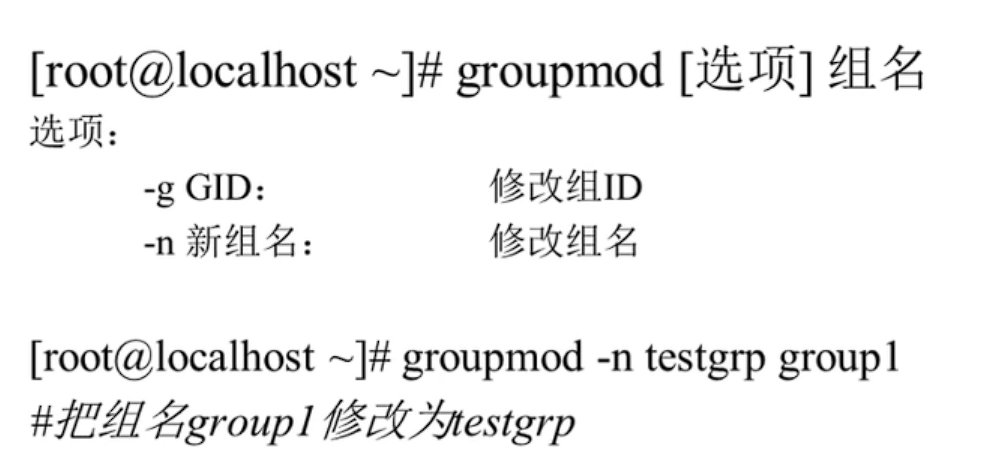 [root@localhost ~]# groupmod [选项] 组名
选项：
-g GID： 修改组ID
-n 新组名： 修改组名
[root@localhost ~]# groupmod -n testgrp group1
#把组名group1修改为testgrp